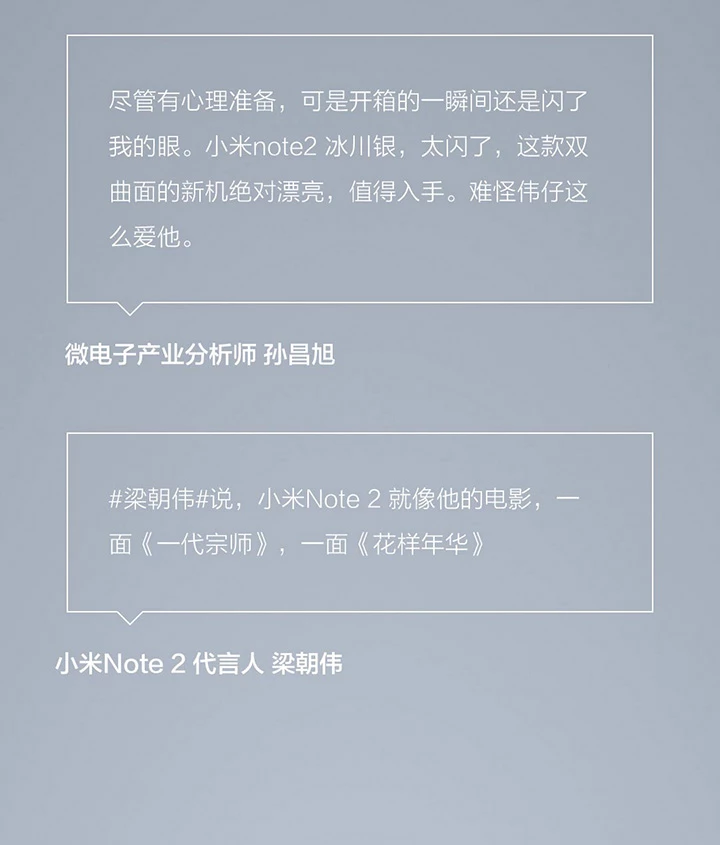 尽管有心理准备，可是开箱的一瞬间还是闪了
我的眼。小米note2 冰川银，太闪了，这款双
曲面的新机绝对漂亮，值得入手。难怪伟仔这
么爱他。
微电子产业分析师 孙昌旭
#梁朝伟#说，小米Note 2 就像他的电影，一
面《一代宗师》，一面《花样年华》
小米Note 2 代言人 梁朝伟